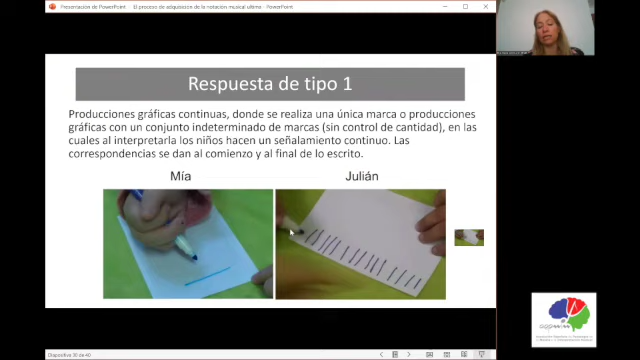 Presentación de PowerPoint
El proceso de adquisición de la notacion musical ultimo - PowerPoint
Respuesta de tipo 1
Producciones gráficas continuas, donde se realiza una única marca o producciones
gráficas con un conjunto indeterminado de marcas (sin control de cantidad), en las
cuales al interpretarla los niños hacen un señalamiento continuo. Las
correspondencias se dan al comienzo y al final de lo escrito.
Mía
Julián
Diapositiva 30 de 40